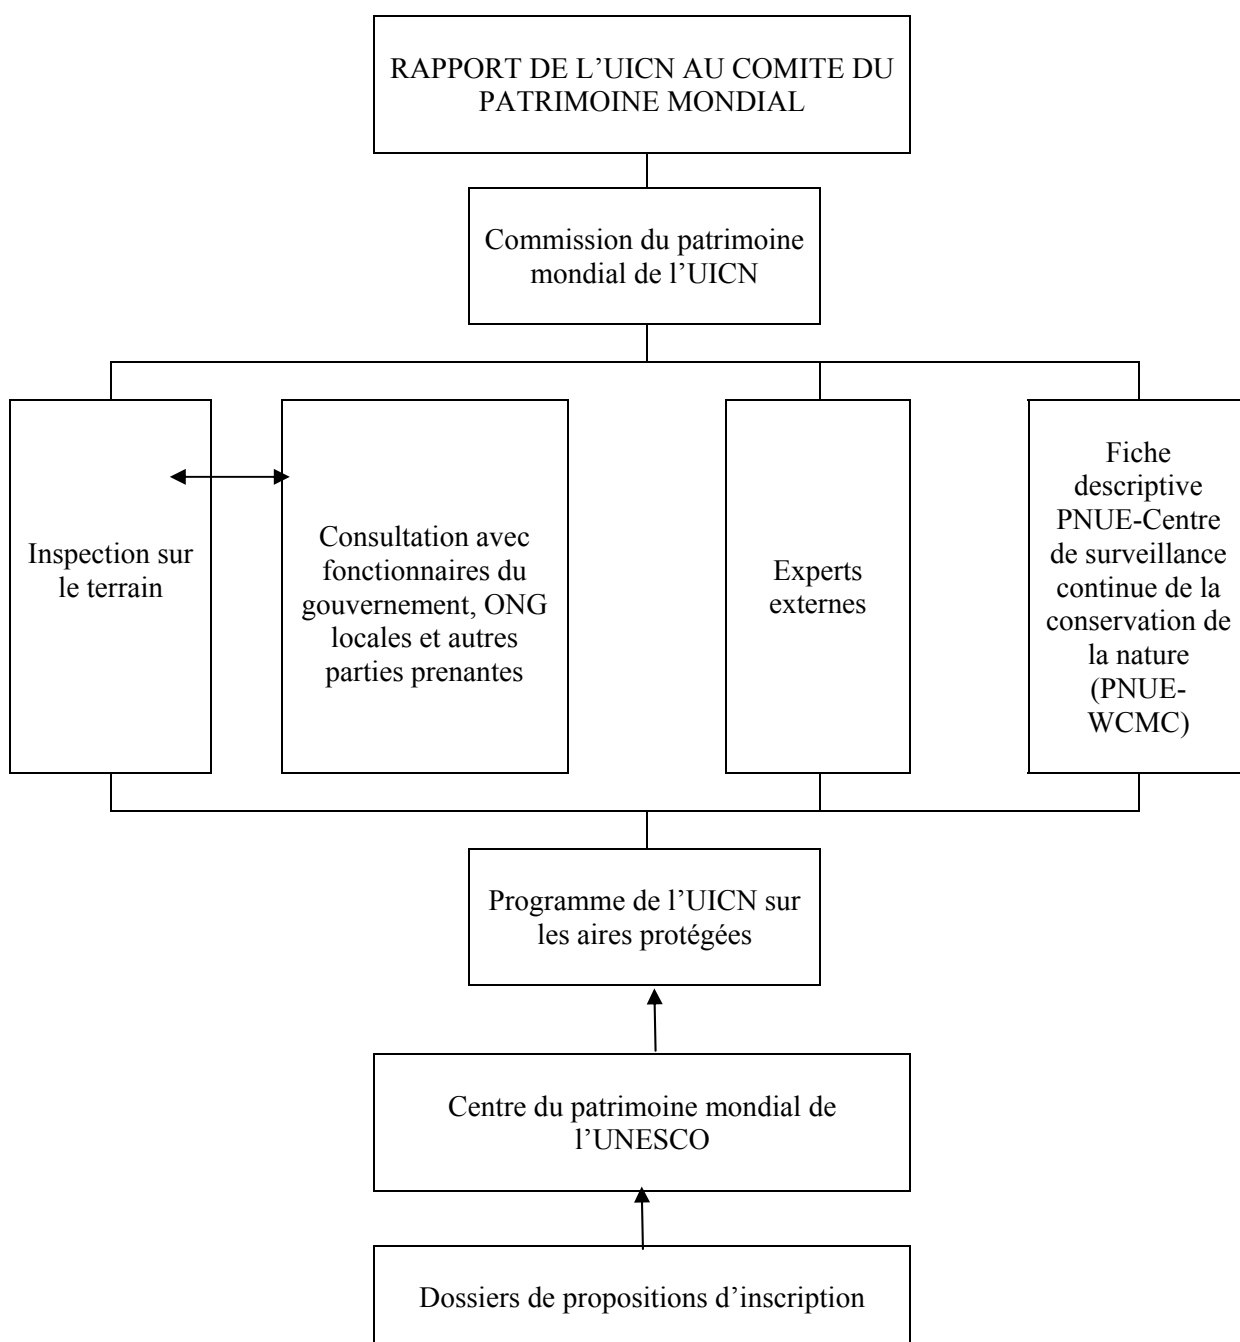 RAPPORT DE L’UICN AU COMITE DU
PATRIMOINE MONDIAL
Commission du patrimoine
mondial de l’UICN
Inspection sur
le terrain
Consultation avec
fonctionnaires du
gouvernement, ONG
locales et autres
parties prenantes
Experts
externes
Fiche
descriptive
PNUE-Centre
de surveillance
continue de la
conservation de
la nature
(PNUE-
WCMC)
Programme de l’UICN sur
les aires protégées
Centre du patrimoine mondial de
l’UNESCO
Dossiers de propositions d’inscription